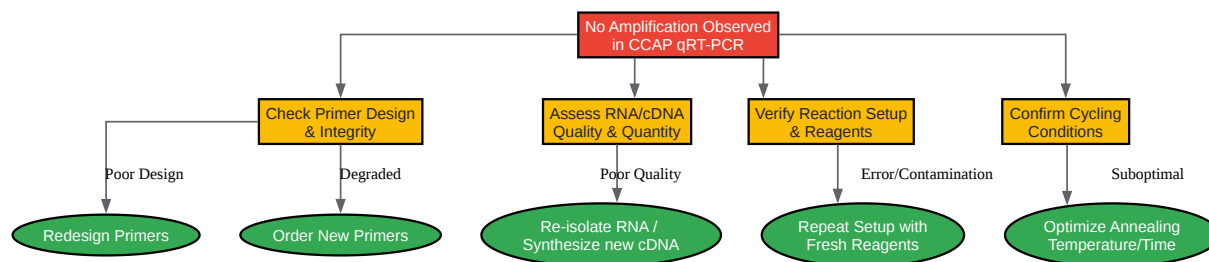 No Amplification Observed
in CCAP qRT-PCR
Check Primer Design
& Integrity
Assess RNA/cDNA
Quality & Quantity
Verify Reaction Setup
& Reagents
Confirm Cycling
Conditions
Poor Design
Degraded
Poor Quality
Error/Contamination
Suboptimal
Redesign Primers
Order New Primers
Re-isolate RNA /
Synthesize new cDNA
Repeat Setup with
Fresh Reagents
Optimize Annealing
Temperature/Time